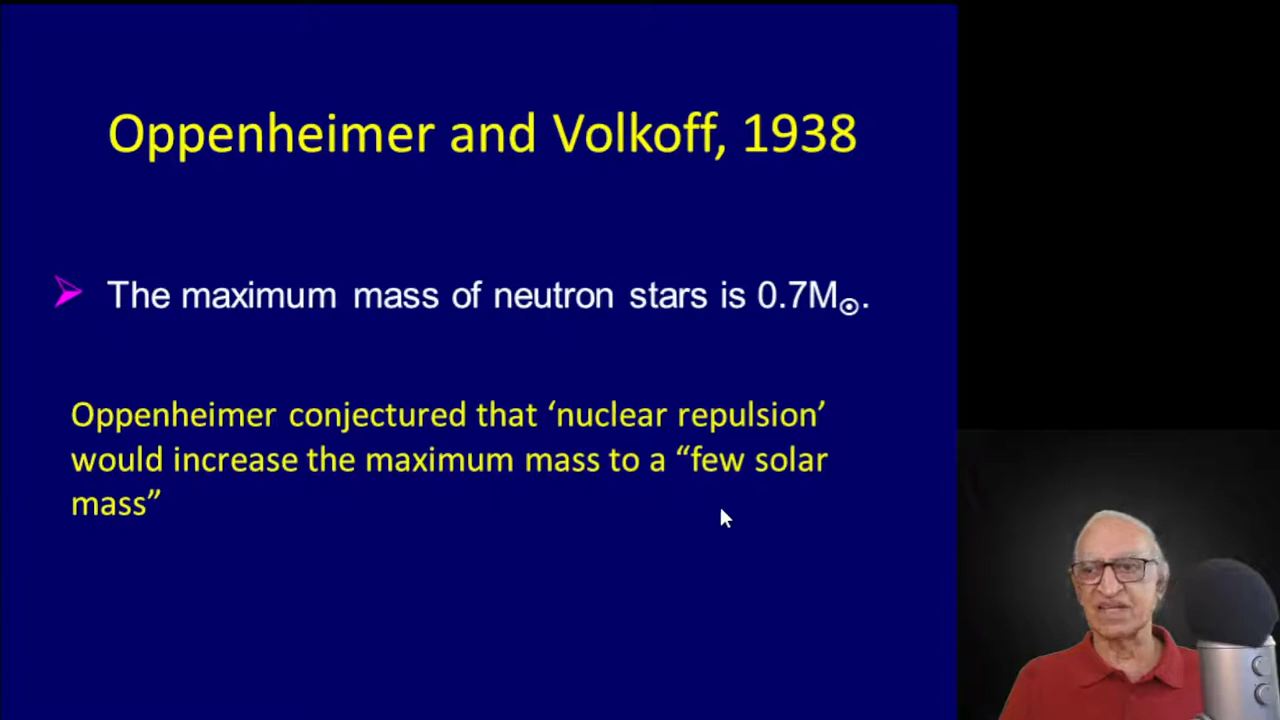 Oppenheimer and Volkoff, 1938
➢ The maximum mass of neutron stars is 0.7M☉.
Oppenheimer conjectured that ‘nuclear repulsion’
would increase the maximum mass to a “few solar
mass”